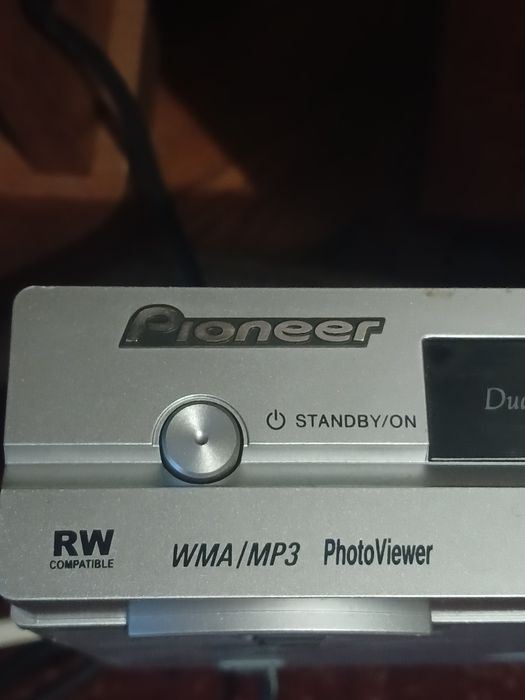 Pioneer
STANDBY/ON
RW
COMPATIBLE
WMA/MP3 PhotoViewer